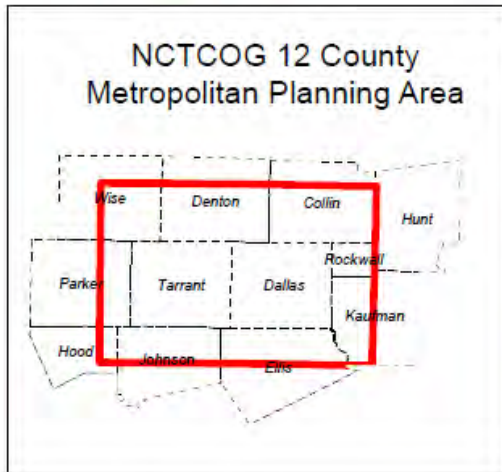 NCTCOG 12 County
Metropolitan Planning Area
Wise
Denton
Collin
Hunt
Rockwall
Parker
Tarrant
Dallas
Kaufman
Hood
Johnson
Ellis